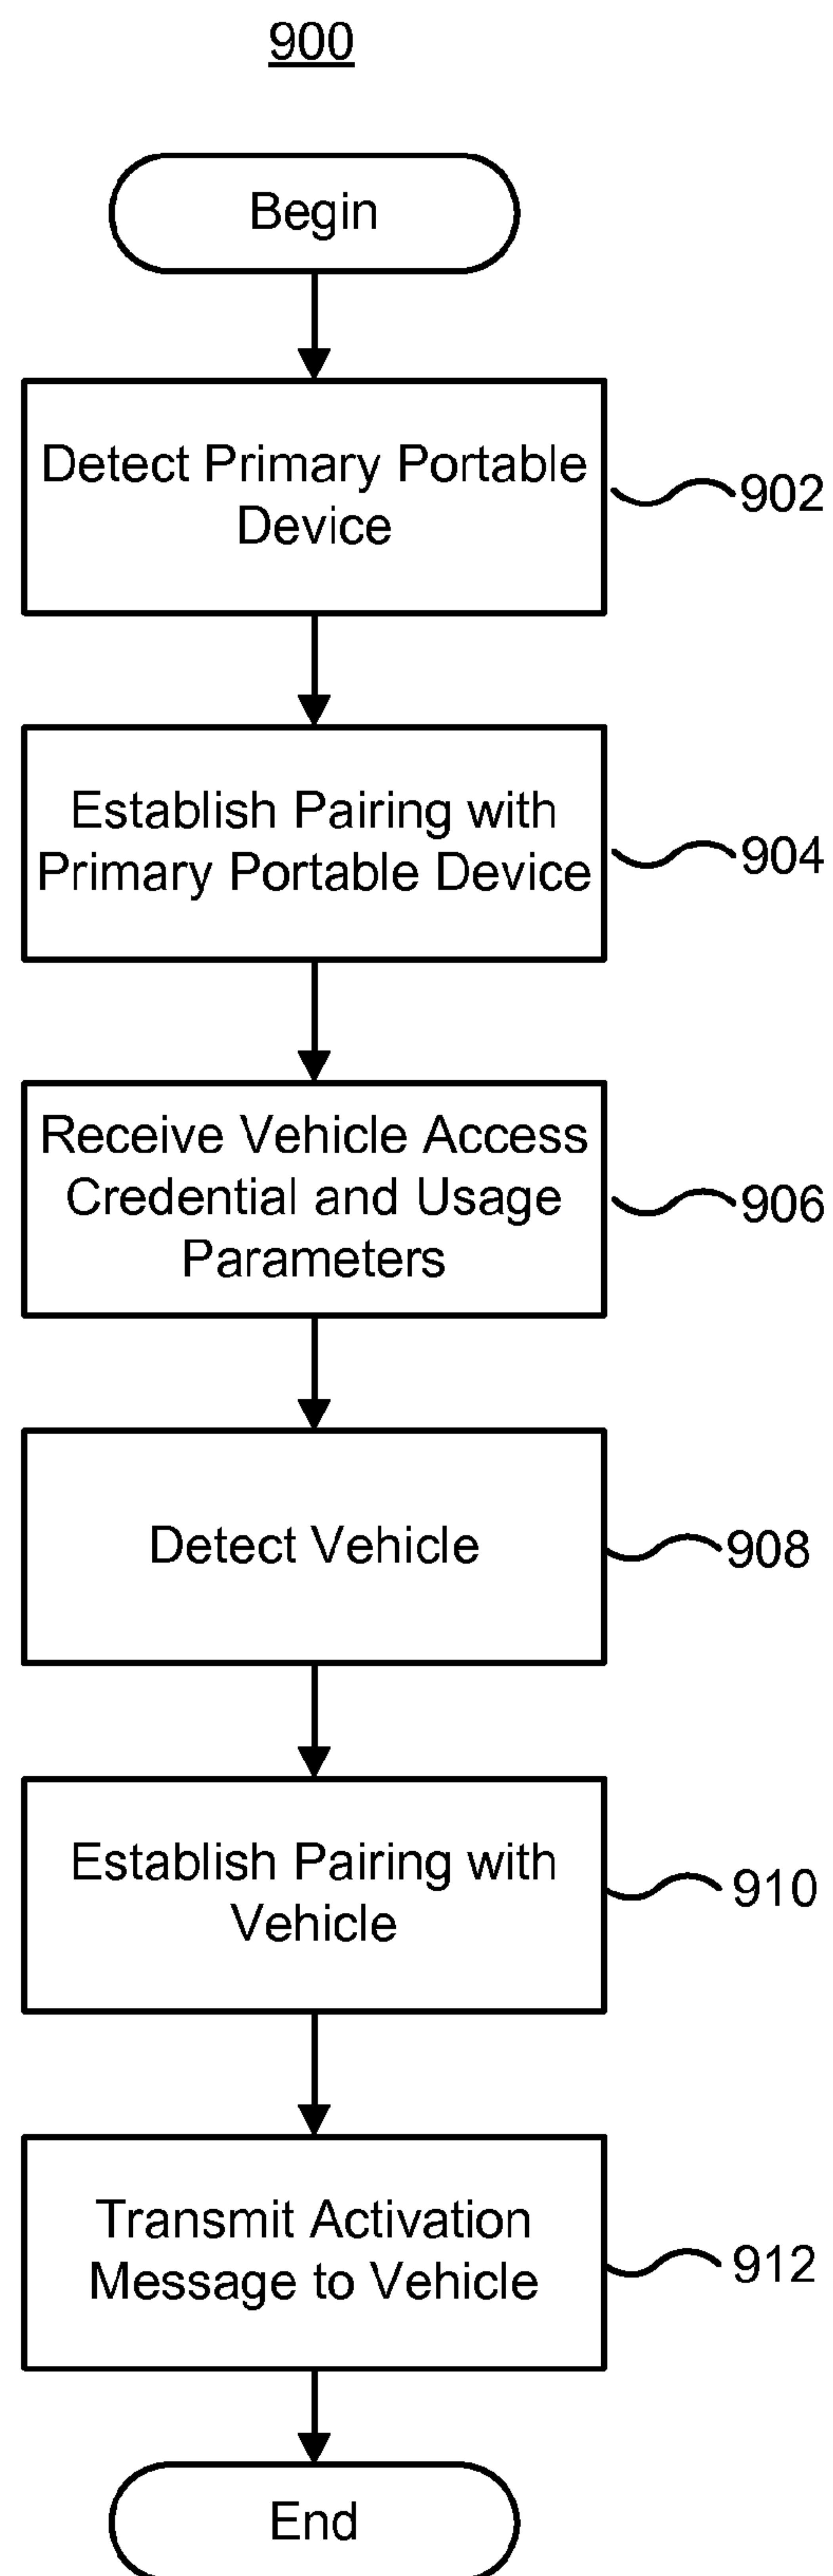 900
Begin
Detect Primary Portable
Device
902
Establish Pairing with
Primary Portable Device
904
Receive Vehicle Access
Credential and Usage
Parameters
906
Detect Vehicle
908
Establish Pairing with
Vehicle
910
Transmit Activation
Message to Vehicle
912
End